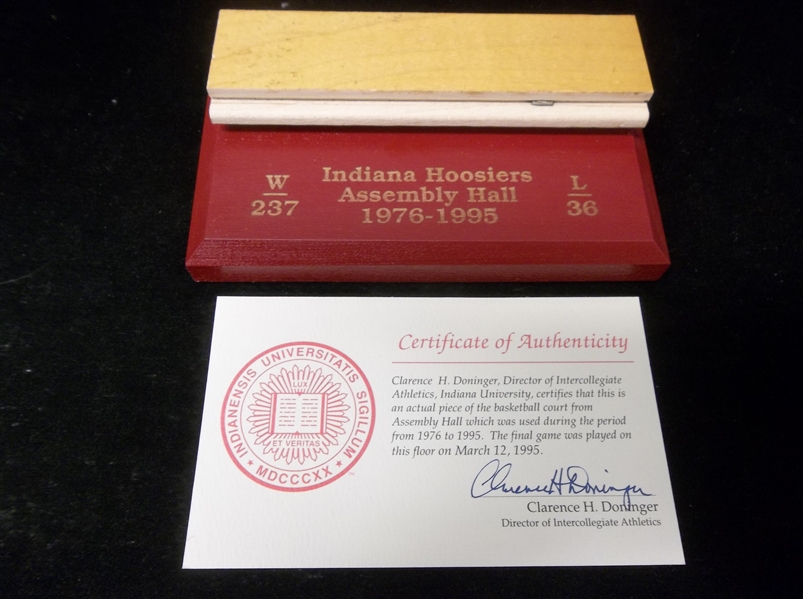 W
237
Indiana Hoosiers
Assembly Hall
1976-1995
L
36
INDIANENSIS UNIVERSITATIS SIGILLUM
LUX
ET VERITAS
MDCCCXX
Certificate of Authenticity
Clarence H. Doninger, Director of Intercollegiate
Athletics, Indiana University, certifies that this is
an actual piece of the basketball court from
Assembly Hall which was used during the period
from 1976 to 1995. The final game was played on
this floor on March 12, 1995.
Clarence H Doninger
Clarence H. Doninger
Director of Intercollegiate Athletics